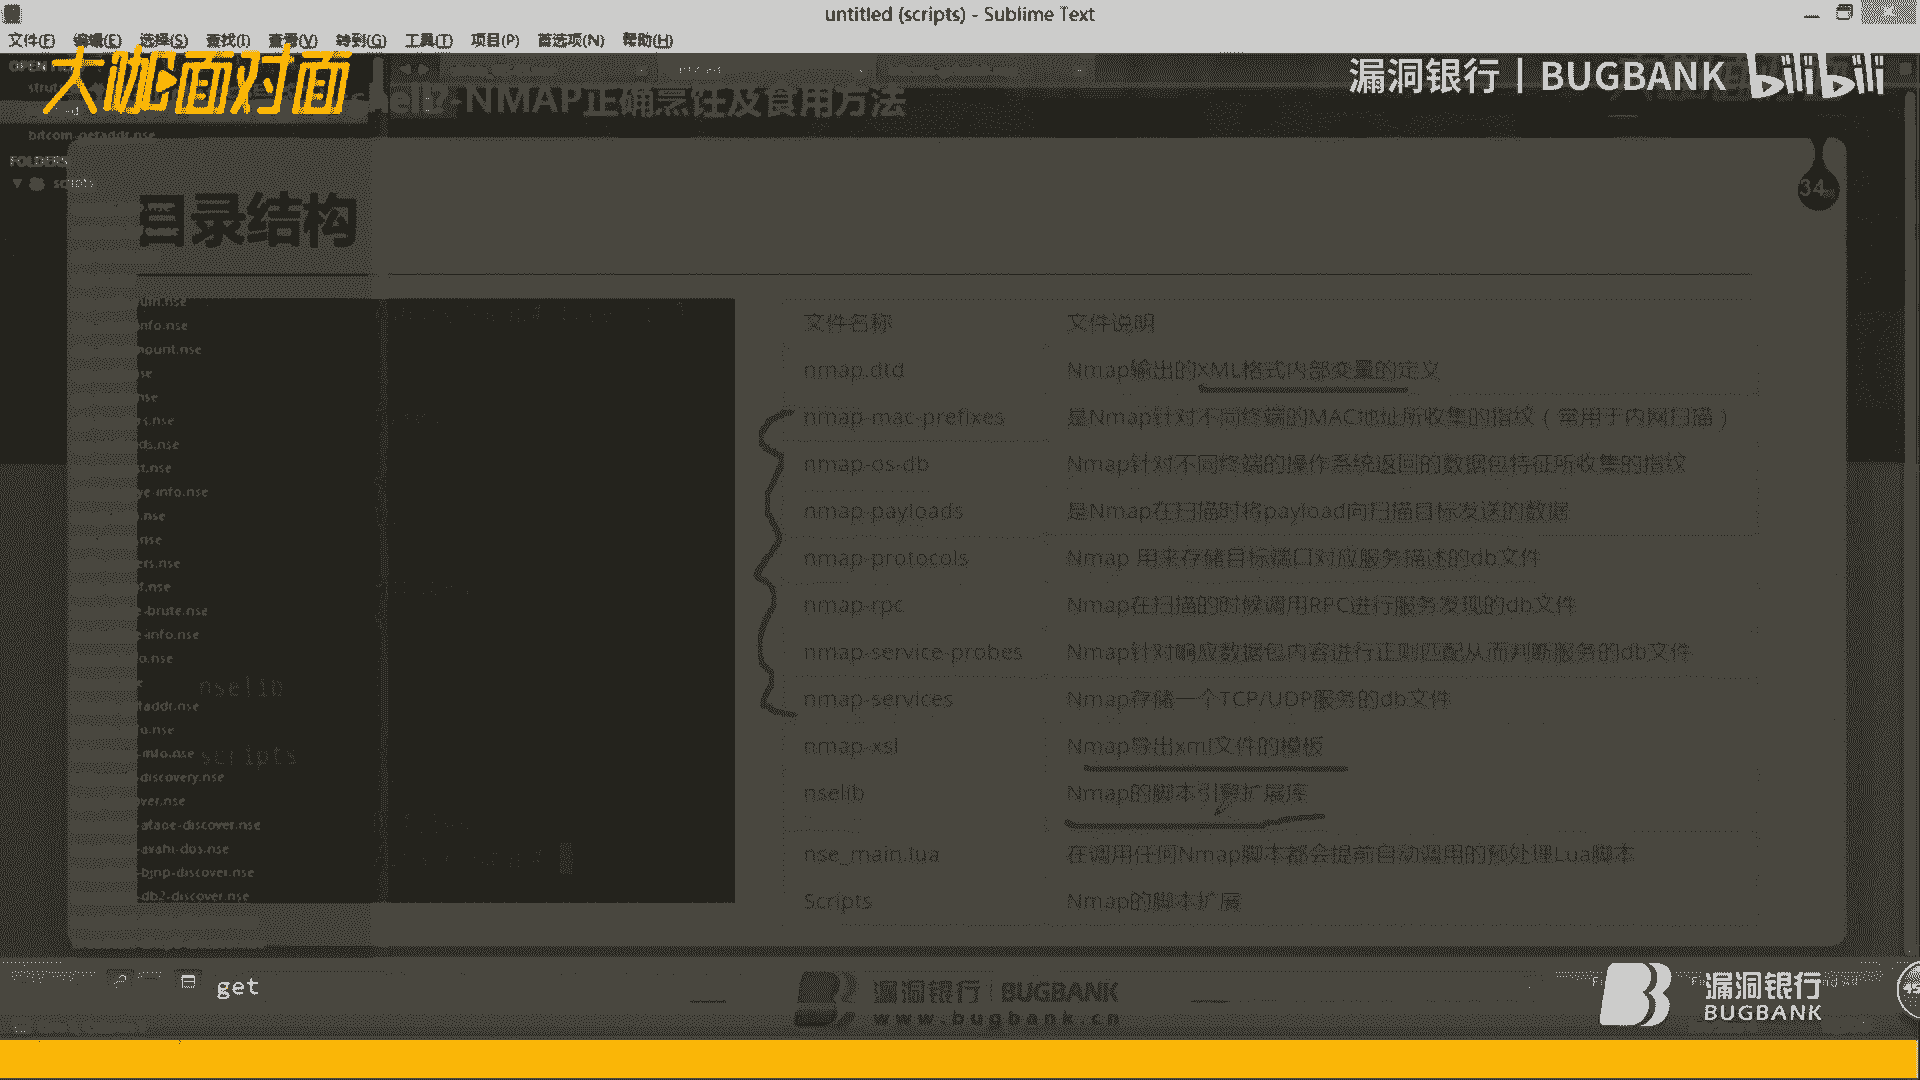 untitled (scripts) - Sublime Text
文件(F) 编辑(E) 选择(S) 查找(I) 查看(V) 转到(G) 工具(T) 项目(P) 首选项(N) 帮助(H)
大咖面对面
漏洞银行 | BUGBANK bilibili
-NMAP正确烹饪及食用方法
bitcom-getaddr.nse
FOLDERS
scripts
34
目录结构
文件名称 文件说明
nmap.dtd Nmap输出的XML格式内部变量的定义
nmap-mac-prefixes 是Nmap针对不同终端的MAC地址所收集的指纹（常用于内网扫描）
nmap-os-db Nmap针对不同终端的操作系统返回的数据包特征所收集的指纹
nmap-payloads 是Nmap在扫描时将payload向扫描目标发送的数据
nmap-protocols Nmap 用来存储目标端口对应服务描述的db文件
nmap-rpc Nmap在扫描的时候调用RPC进行服务发现的db文件
nmap-service-probes Nmap针对响应数据包内容进行正则匹配从而判断服务的db文件
nmap-services Nmap存储一个TCP/UDP服务的db文件
nmap-xsl Nmap导出xml文件的模板
nselib Nmap的脚本引擎扩展库
nse_main.lua 在调用任何Nmap脚本都会提前自动调用的预处理Lua脚本
Scripts Nmap的脚本扩展
um.nse
nfo.nse
nount.nse
se
nse
s.nse
ds.nse
t.nse
ye-info.nse
.nse
nse
ers.nse
f.nse
e-brute.nse
e-info.nse
o.nse
nselib
taddr.nse
o.nse
-info.nse
scripts
discovery.nse
ver.nse
-ataoe-discover.nse
-avahi-dos.nse
-bjnp-discover.nse
-db2-discover.nse
get
漏洞银行 | BUGBANK
www.bugbank.cn
漏洞银行
BUGBANK